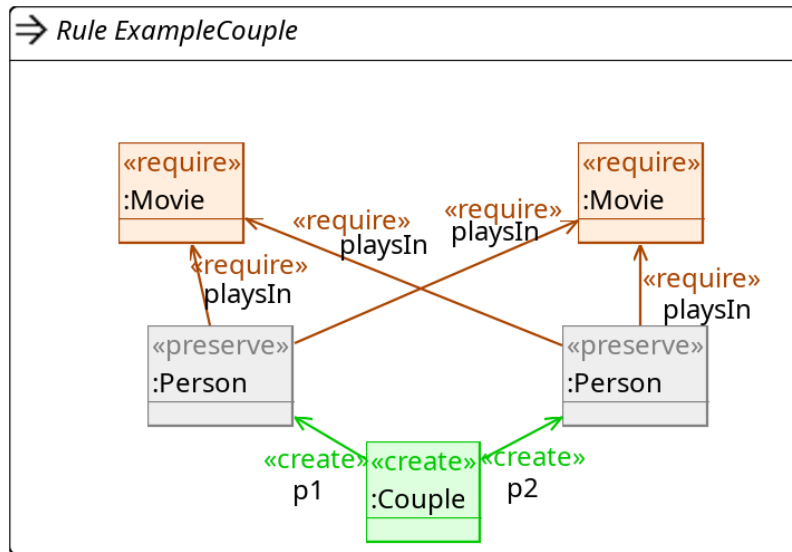 Rule ExampleCouple
«require»
:Movie
«require»
:Movie
«require»
playsIn
«require»
playsIn
«require»
playsIn
«require»
playsIn
«preserve»
:Person
«preserve»
:Person
«create»
p1
«create»
:Couple
«create»
p2